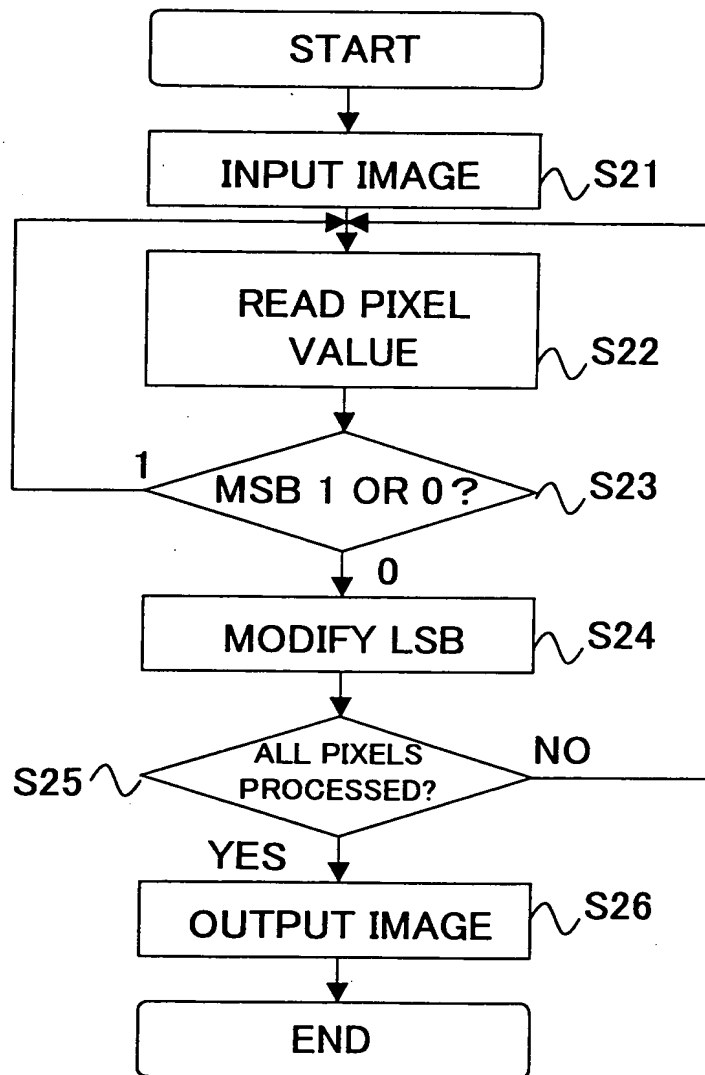 START
INPUT IMAGE
S21
READ PIXEL
VALUE
S22
1
MSB 1 OR 0?
S23
0
MODIFY LSB
S24
ALL PIXELS
PROCESSED?
NO
S25
YES
OUTPUT IMAGE
S26
END